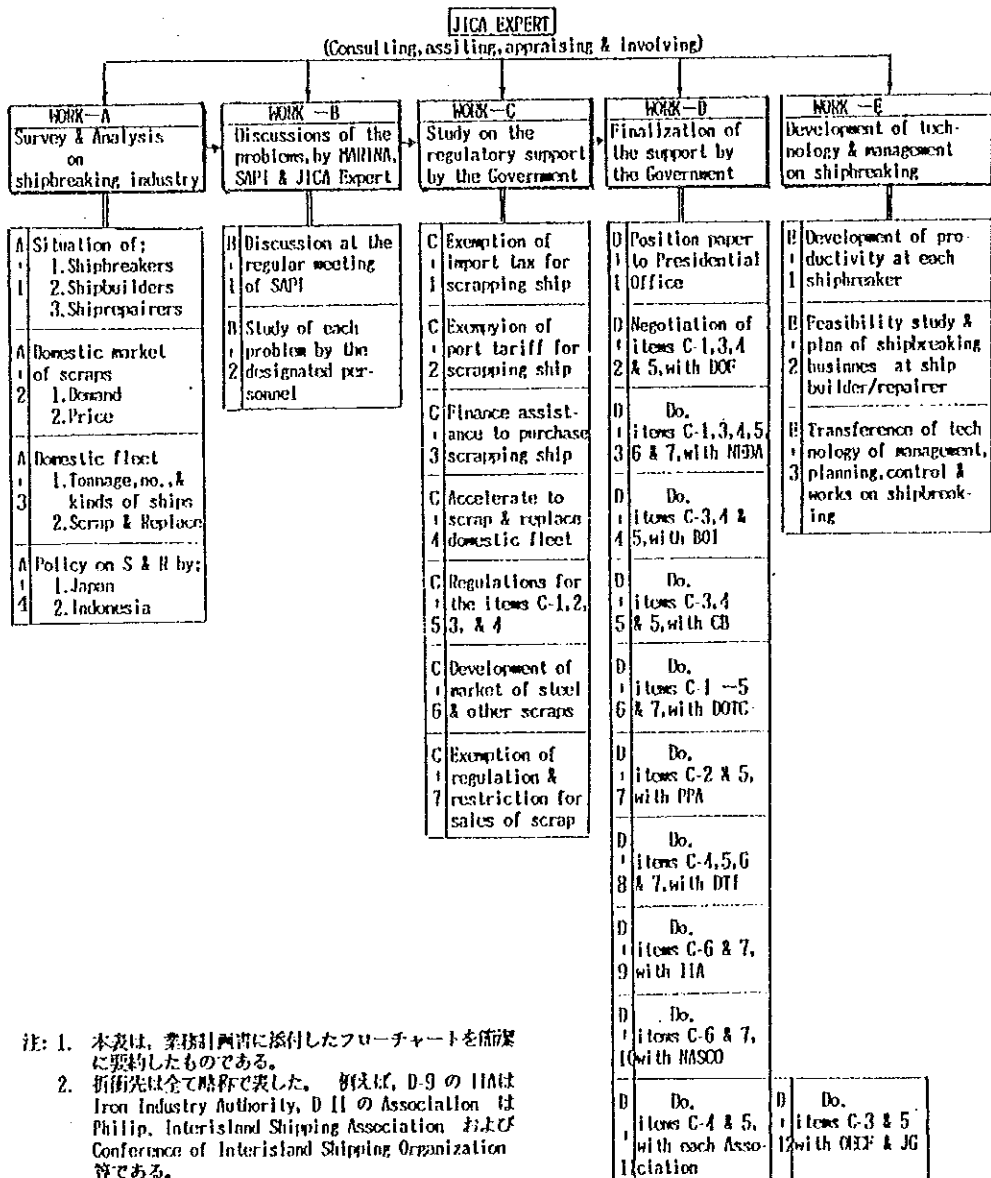 JICA EXPERT
(Consulting, assiting, appraising & Involving)
WORK-A
Survey & Analysis
on
shipbreaking industry
WORK -B
Discussions of the
problems, by MARINA,
SAPI & JICA Expert
WORK-C
Study on the
regulatory support
by the Government
WORK-D
Finalization of
the support by
the Government
WORK -E
Development of tech-
nology & management
on shipbreaking
A-1 Situation of;
1.Shipbreakers
2.Shipbuilders
3.Shiprepairers
A-2 Domestic market
of scraps
1.Demand
2.Price
A-3 Domestic fleet
1.Tonnage, no., &
kinds of ships
2.Scrap & Replace
A-4 Policy on S & R by;
1.Japan
2.Indonesia
B-1 Discussion at the
regular meeting
of SAPI
B-2 Study of each
problem by the
designated per-
sonnel
C-1 Exemption of
import tax for
scrapping ship
C-2 Exempyion of
port tariff for
scrapping ship
C-3 Finance assist-
ance to purchase
scrapping ship
C-4 Accelerate to
scrap & replace
domestic fleet
C-5 Regulations for
the items C-1,2,
3, & 4
C-6 Development of
market of steel
& other scraps
C-7 Exemption of
regulation &
restriction for
sales of scrap
D-1 Position paper
to Presidential
Office
D-2 Negotiation of
items C-1,3,4
& 5, with DOF
D-3 Do.
items C-1,3,4,5,
6 & 7, with NEDA
D-4 Do.
items C-3,4 &
5, with BOI
D-5 Do.
items C-3,4
& 5, with CB
D-6 Do.
items C-1 -5
& 7, with DOTC
D-7 Do.
items C-2 & 5,
with PPA
D-8 Do.
items C-4,5,6
& 7, with DTI
D-9 Do.
items C-6 & 7,
with IIA
D-10 Do.
items C-6 & 7,
with NASCO
D-11 Do.
items C-4 & 5,
with each Asso-
ciation
D-12 Do.
items C-3 & 5
with OECF & JG
E-1 Development of pro-
ductivity at each
shipbreaker
E-2 Feasibility study &
plan of shipbreaking
businnes at ship
builder/repairer
E-3 Transference of tech
nology of management,
planning, control &
works on shipbreak-
ing
注: 1. 本表は、業務計画書に添付したフローチャートを簡潔
に要約したものである。
2. 折衝先は全て略称で表した。 例えば, D-9 の IIAは
Iron Industry Authority, D 11 の Association は
Philip. Interisland Shipping Association および
Conference of Interisland Shipping Organization
等である。